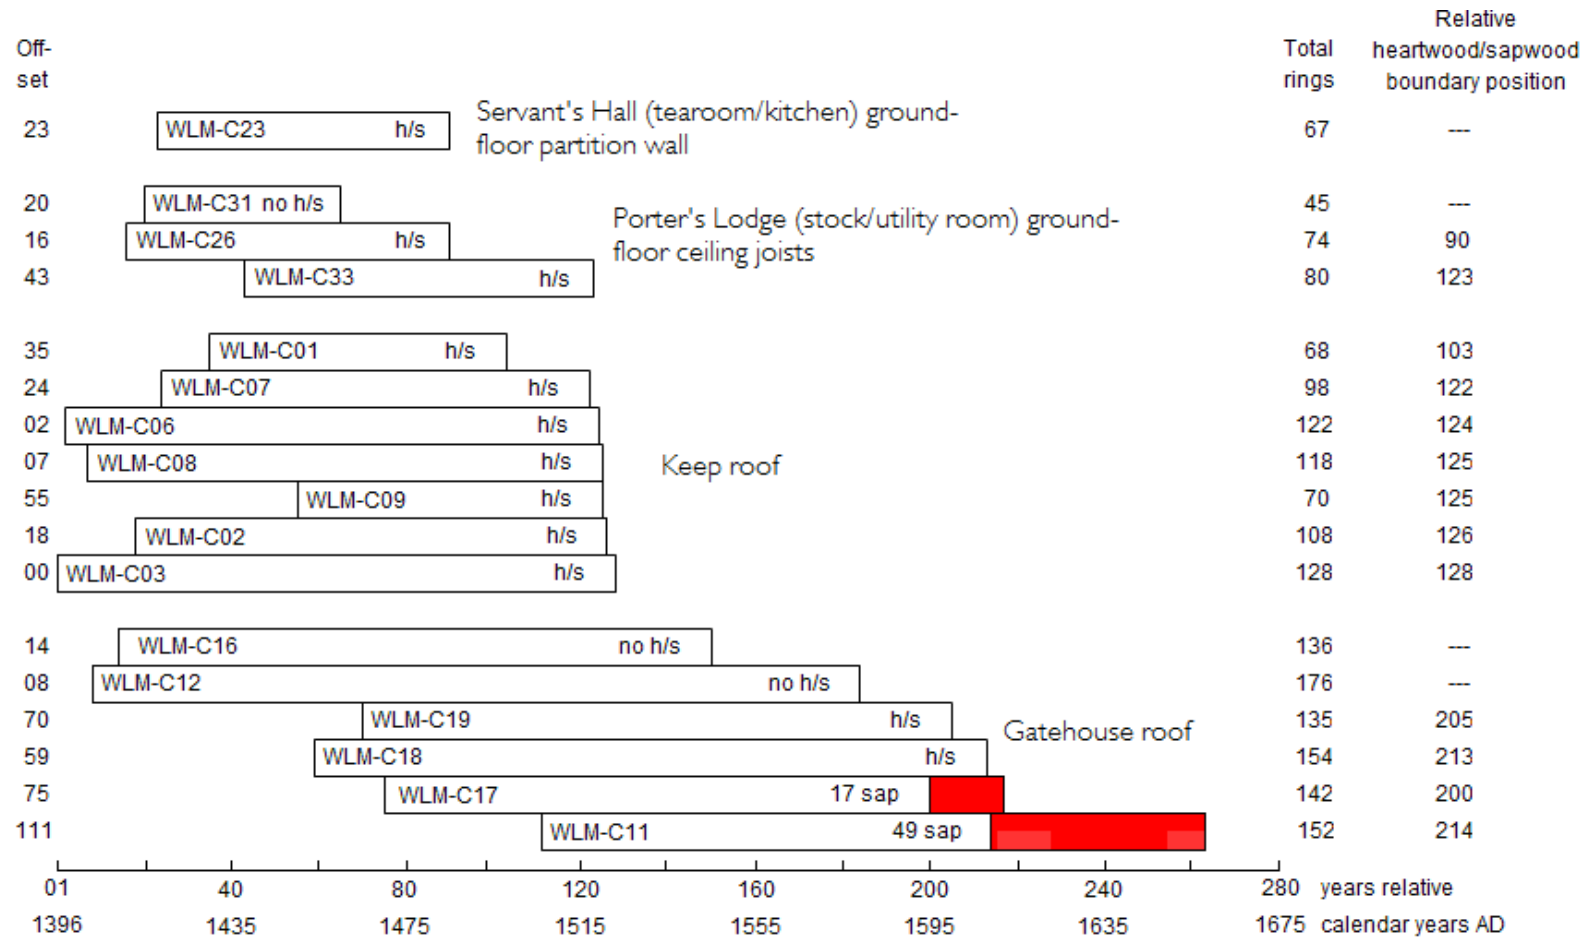 Relative
Off- Total heartwood/sapwood
set rings boundary position
23 WLM-C23 h/s Servant's Hall (tearoom/kitchen) ground- 67 ---
floor partition wall
20 WLM-C31 no h/s 45 ---
16 WLM-C26 h/s Porter's Lodge (stock/utility room) ground- 74 90
floor ceiling joists
43 WLM-C33 h/s 80 123
35 WLM-C01 h/s 68 103
24 WLM-C07 h/s 98 122
02 WLM-C06 h/s 122 124
07 WLM-C08 h/s Keep roof 118 125
55 WLM-C09 h/s 70 125
18 WLM-C02 h/s 108 126
00 WLM-C03 h/s 128 128
14 WLM-C16 no h/s 136 ---
08 WLM-C12 no h/s 176 ---
70 WLM-C19 h/s Gatehouse roof 135 205
59 WLM-C18 h/s 154 213
75 WLM-C17 17 sap 142 200
111 WLM-C11 49 sap 152 214
01 40 80 120 160 200 240 280 years relative
1396 1435 1475 1515 1555 1595 1635 1675 calendar years AD